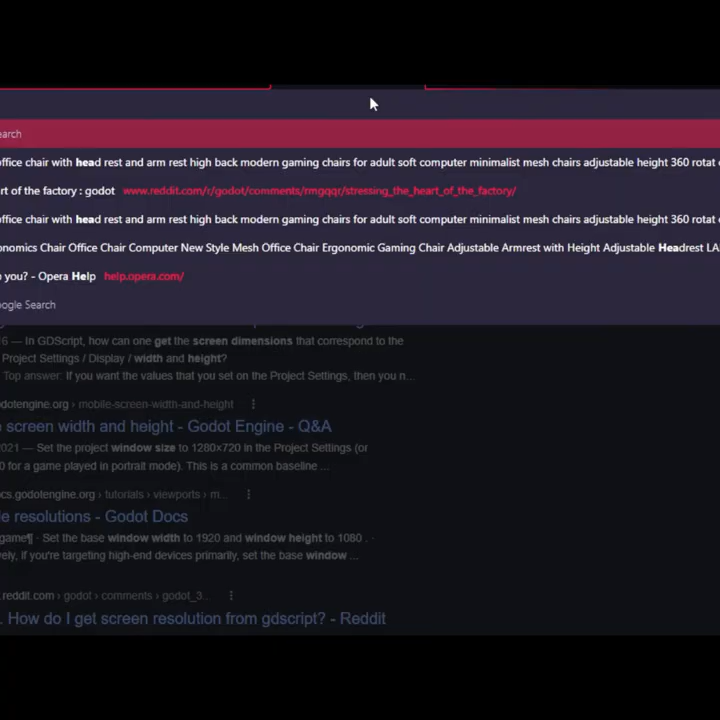 earch
office chair with head rest and arm rest high back modern gaming chairs for adult soft computer minimalist mesh chairs adjustable height 360 rotat
rt of the factory : godot www.reddit.com/r/godot/comments/rmgqqr/stressing_the_heart_of_the_factory/
office chair with head rest and arm rest high back modern gaming chairs for adult soft computer minimalist mesh chairs adjustable height 360 rotat
onomics Chair Office Chair Computer New Style Mesh Office Chair Ergonomic Gaming Chair Adjustable Armrest with Height Adjustable Headrest LA
you? - Opera Help help.opera.com/
ogle Search
6 — In GDScript, how can one get the screen dimensions that correspond to the
Project Settings / Display / width and height?
Top answer: If you want the values that you set on the Project Settings, then you n...
dotengine.org › mobile-screen-width-and-height
screen width and height - Godot Engine - Q&A
2021 — Set the project window size to 1280×720 in the Project Settings (or
0 for a game played in portrait mode). This is a common baseline ...
cs.godotengine.org › tutorials › viewports › m...
le resolutions - Godot Docs
game¶ · Set the base window width to 1920 and window height to 1080 . ·
vely, if you're targeting high-end devices primarily, set the base window ...
.reddit.com › godot › comments › godot_3...
. How do I get screen resolution from gdscript? - Reddit